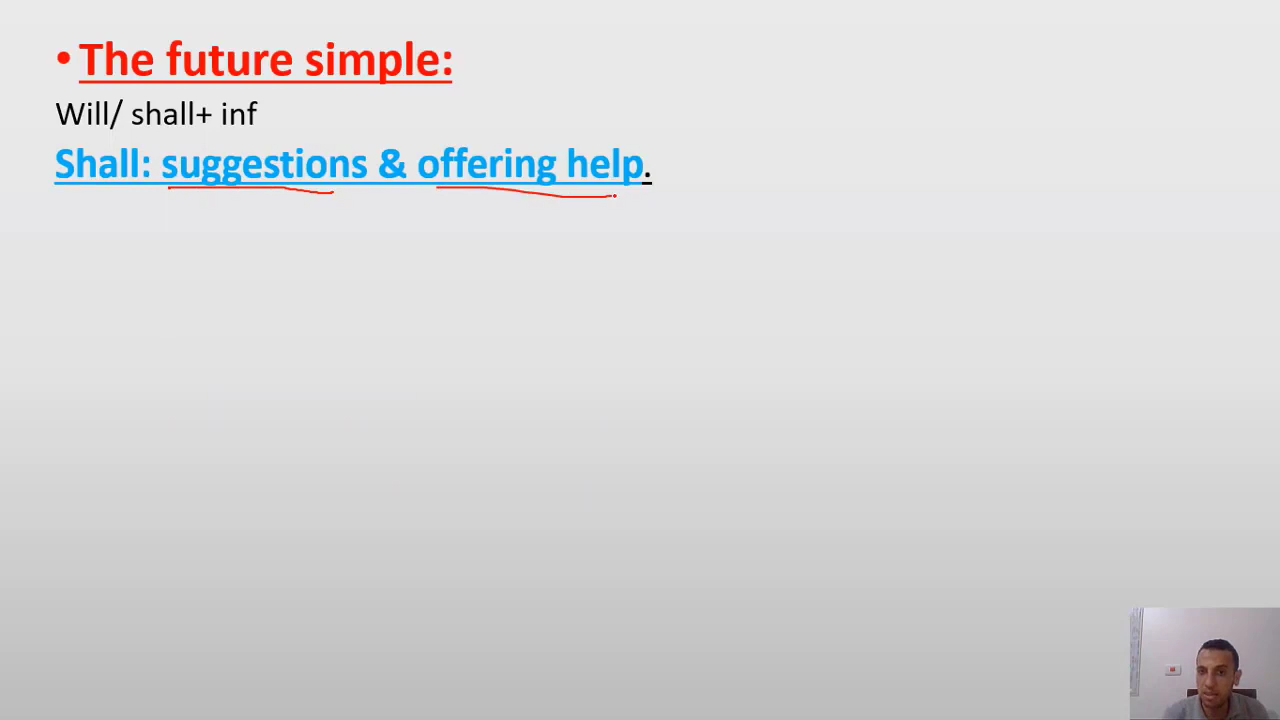 • The future simple:
Will/ shall+ inf
Shall: suggestions & offering help.